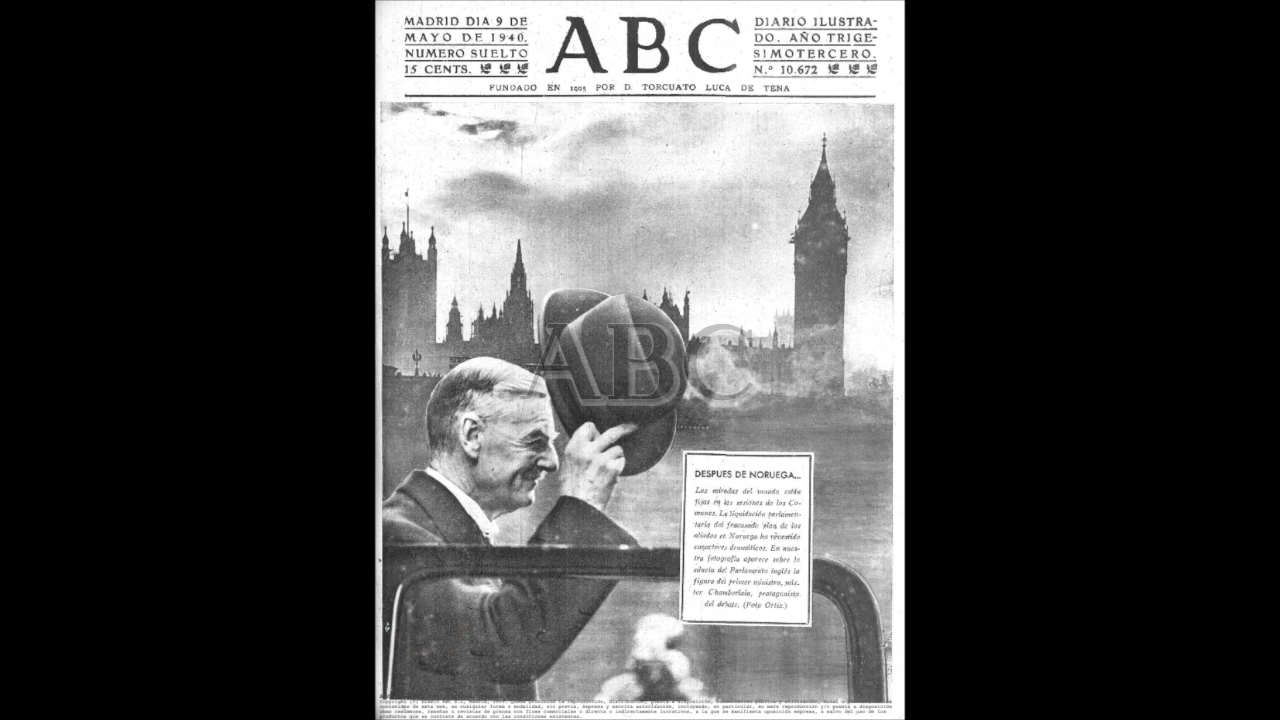 MADRID DIA 9 DE
MAYO DE 1940.
NUMERO SUELTO
15 CENTS.
ABC
DIARIO ILUSTRA-
DO. AÑO TRIGE-
SIMOTERCERO.
N.º 10.672
FUNDADO EN 1905 POR D. TORCUATO LUCA DE TENA
ABC
DESPUES DE NORUEGA...
Las miradas del mundo están
fijas en las sesiones de los Co-
munes. La liquidación parlamen-
taria del fracasado plan de los
aliados en Noruega ha revestido
caracteres dramáticos. En nues-
tra fotografía aparece sobre la
silueta del Parlamento inglés la
figura del primer ministro, mís-
ter Chamberlain, protagonista
del debate. (Foto Ortiz.)